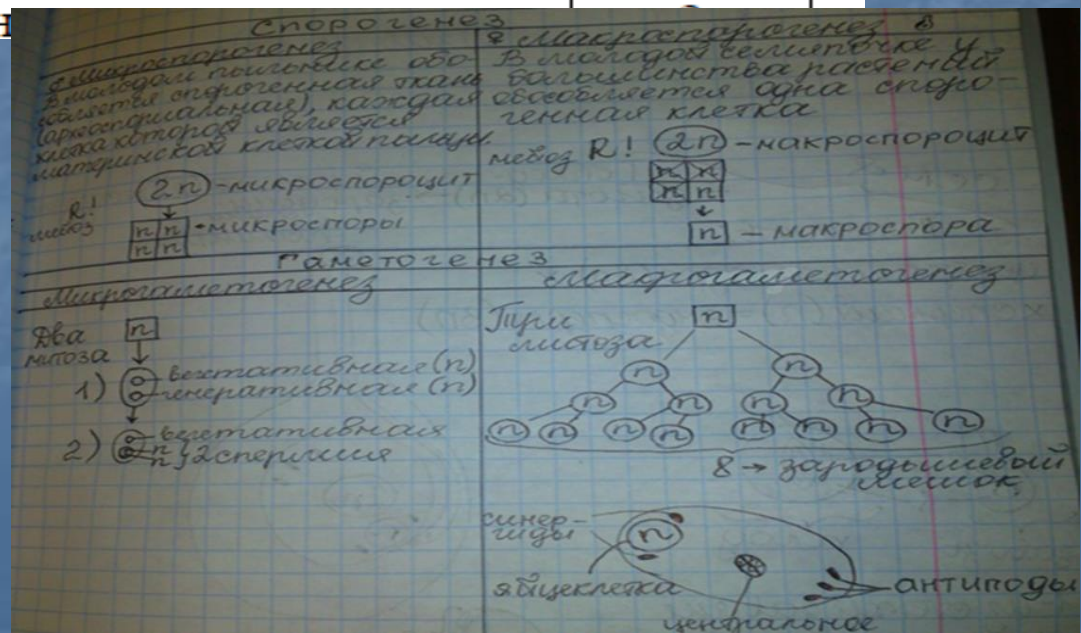 Спорогенез
♂ Микроспорогенез
В молодом пыльнике обо-
собляется спорогенная ткань
(археспориальная), каждая
клетка которой является
материнской клеткой пыльцы.
R!
мейоз
2n -микроспороцит
n n -микроспоры
n n
♀ Макроспорогенез
В молодой семяпочке у
большинства растений
обособляется одна споро-
генная клетка
мейоз R! 2n -макроспороцит
n n
n n
n - макроспора
Гаметогенез
Микрогаметогенез
Два
митоза
n
1) вегетативная (n)
генеративная (n)
2) вегетативная
n
n } 2 спермия
Макрогаметогенез
Три
митоза
n
n n
n n n n
n n n n n n n n
8 → зародышевый
мешок
синер-
гиды
n
яйцеклетка
антиподы
центральное